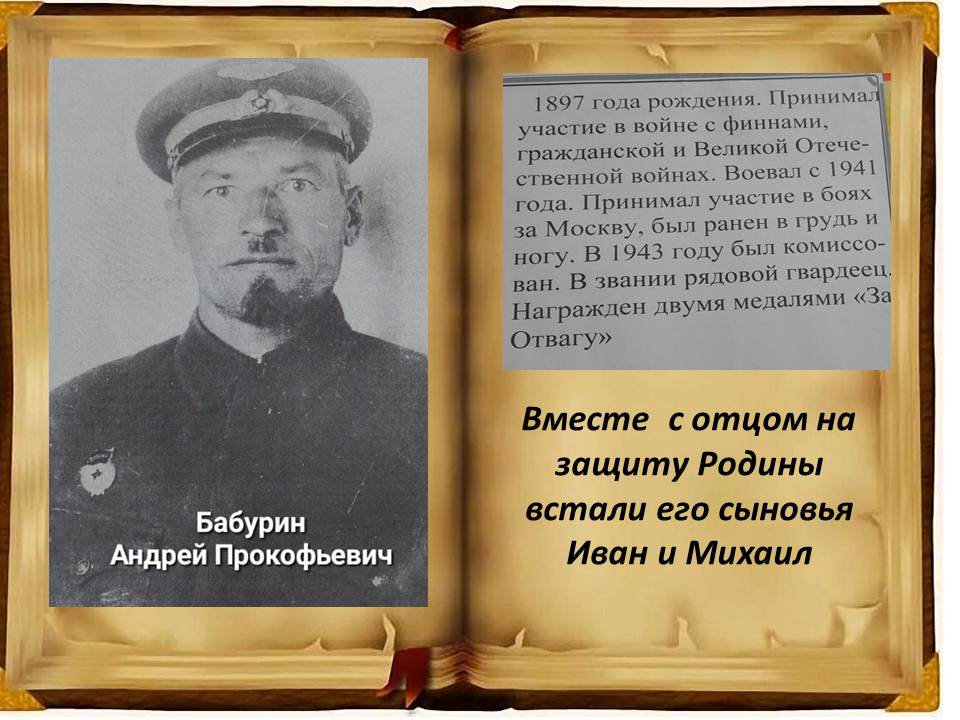 Бабурин
Андрей Прокофьевич
1897 года рождения. Принимал
участие в войне с финнами,
гражданской и Великой Отече-
ственной войнах. Воевал с 1941
года. Принимал участие в боях
за Москву, был ранен в грудь и
ногу. В 1943 году был комиссо-
ван. В звании рядовой гвардеец.
Награжден двумя медалями «За
Отвагу»
Вместе с отцом на
защиту Родины
встали его сыновья
Иван и Михаил